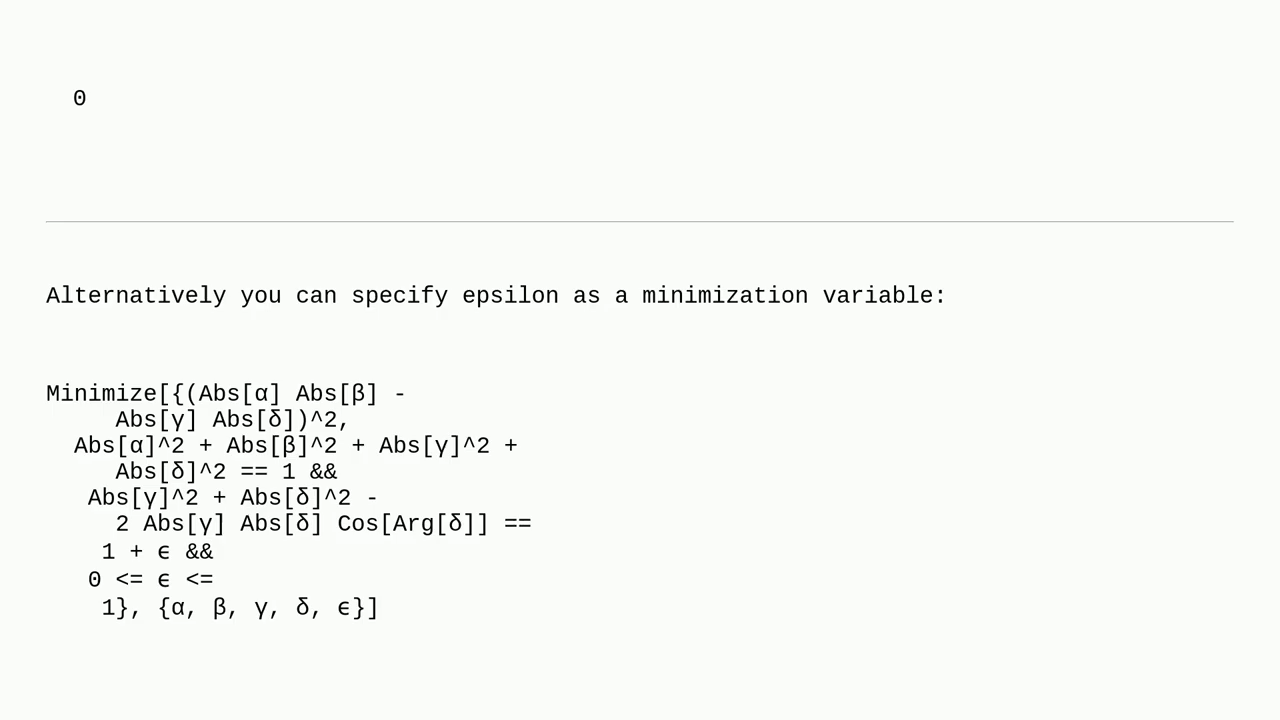 0
Alternatively you can specify epsilon as a minimization variable:
Minimize[{(Abs[α] Abs[β] -
Abs[γ] Abs[δ])^2,
Abs[α]^2 + Abs[β]^2 + Abs[γ]^2 +
Abs[δ]^2 == 1 &&
Abs[γ]^2 + Abs[δ]^2 -
2 Abs[γ] Abs[δ] Cos[Arg[δ]] ==
1 + ϵ &&
0 <= ϵ <=
1}, {α, β, γ, δ, ϵ}]